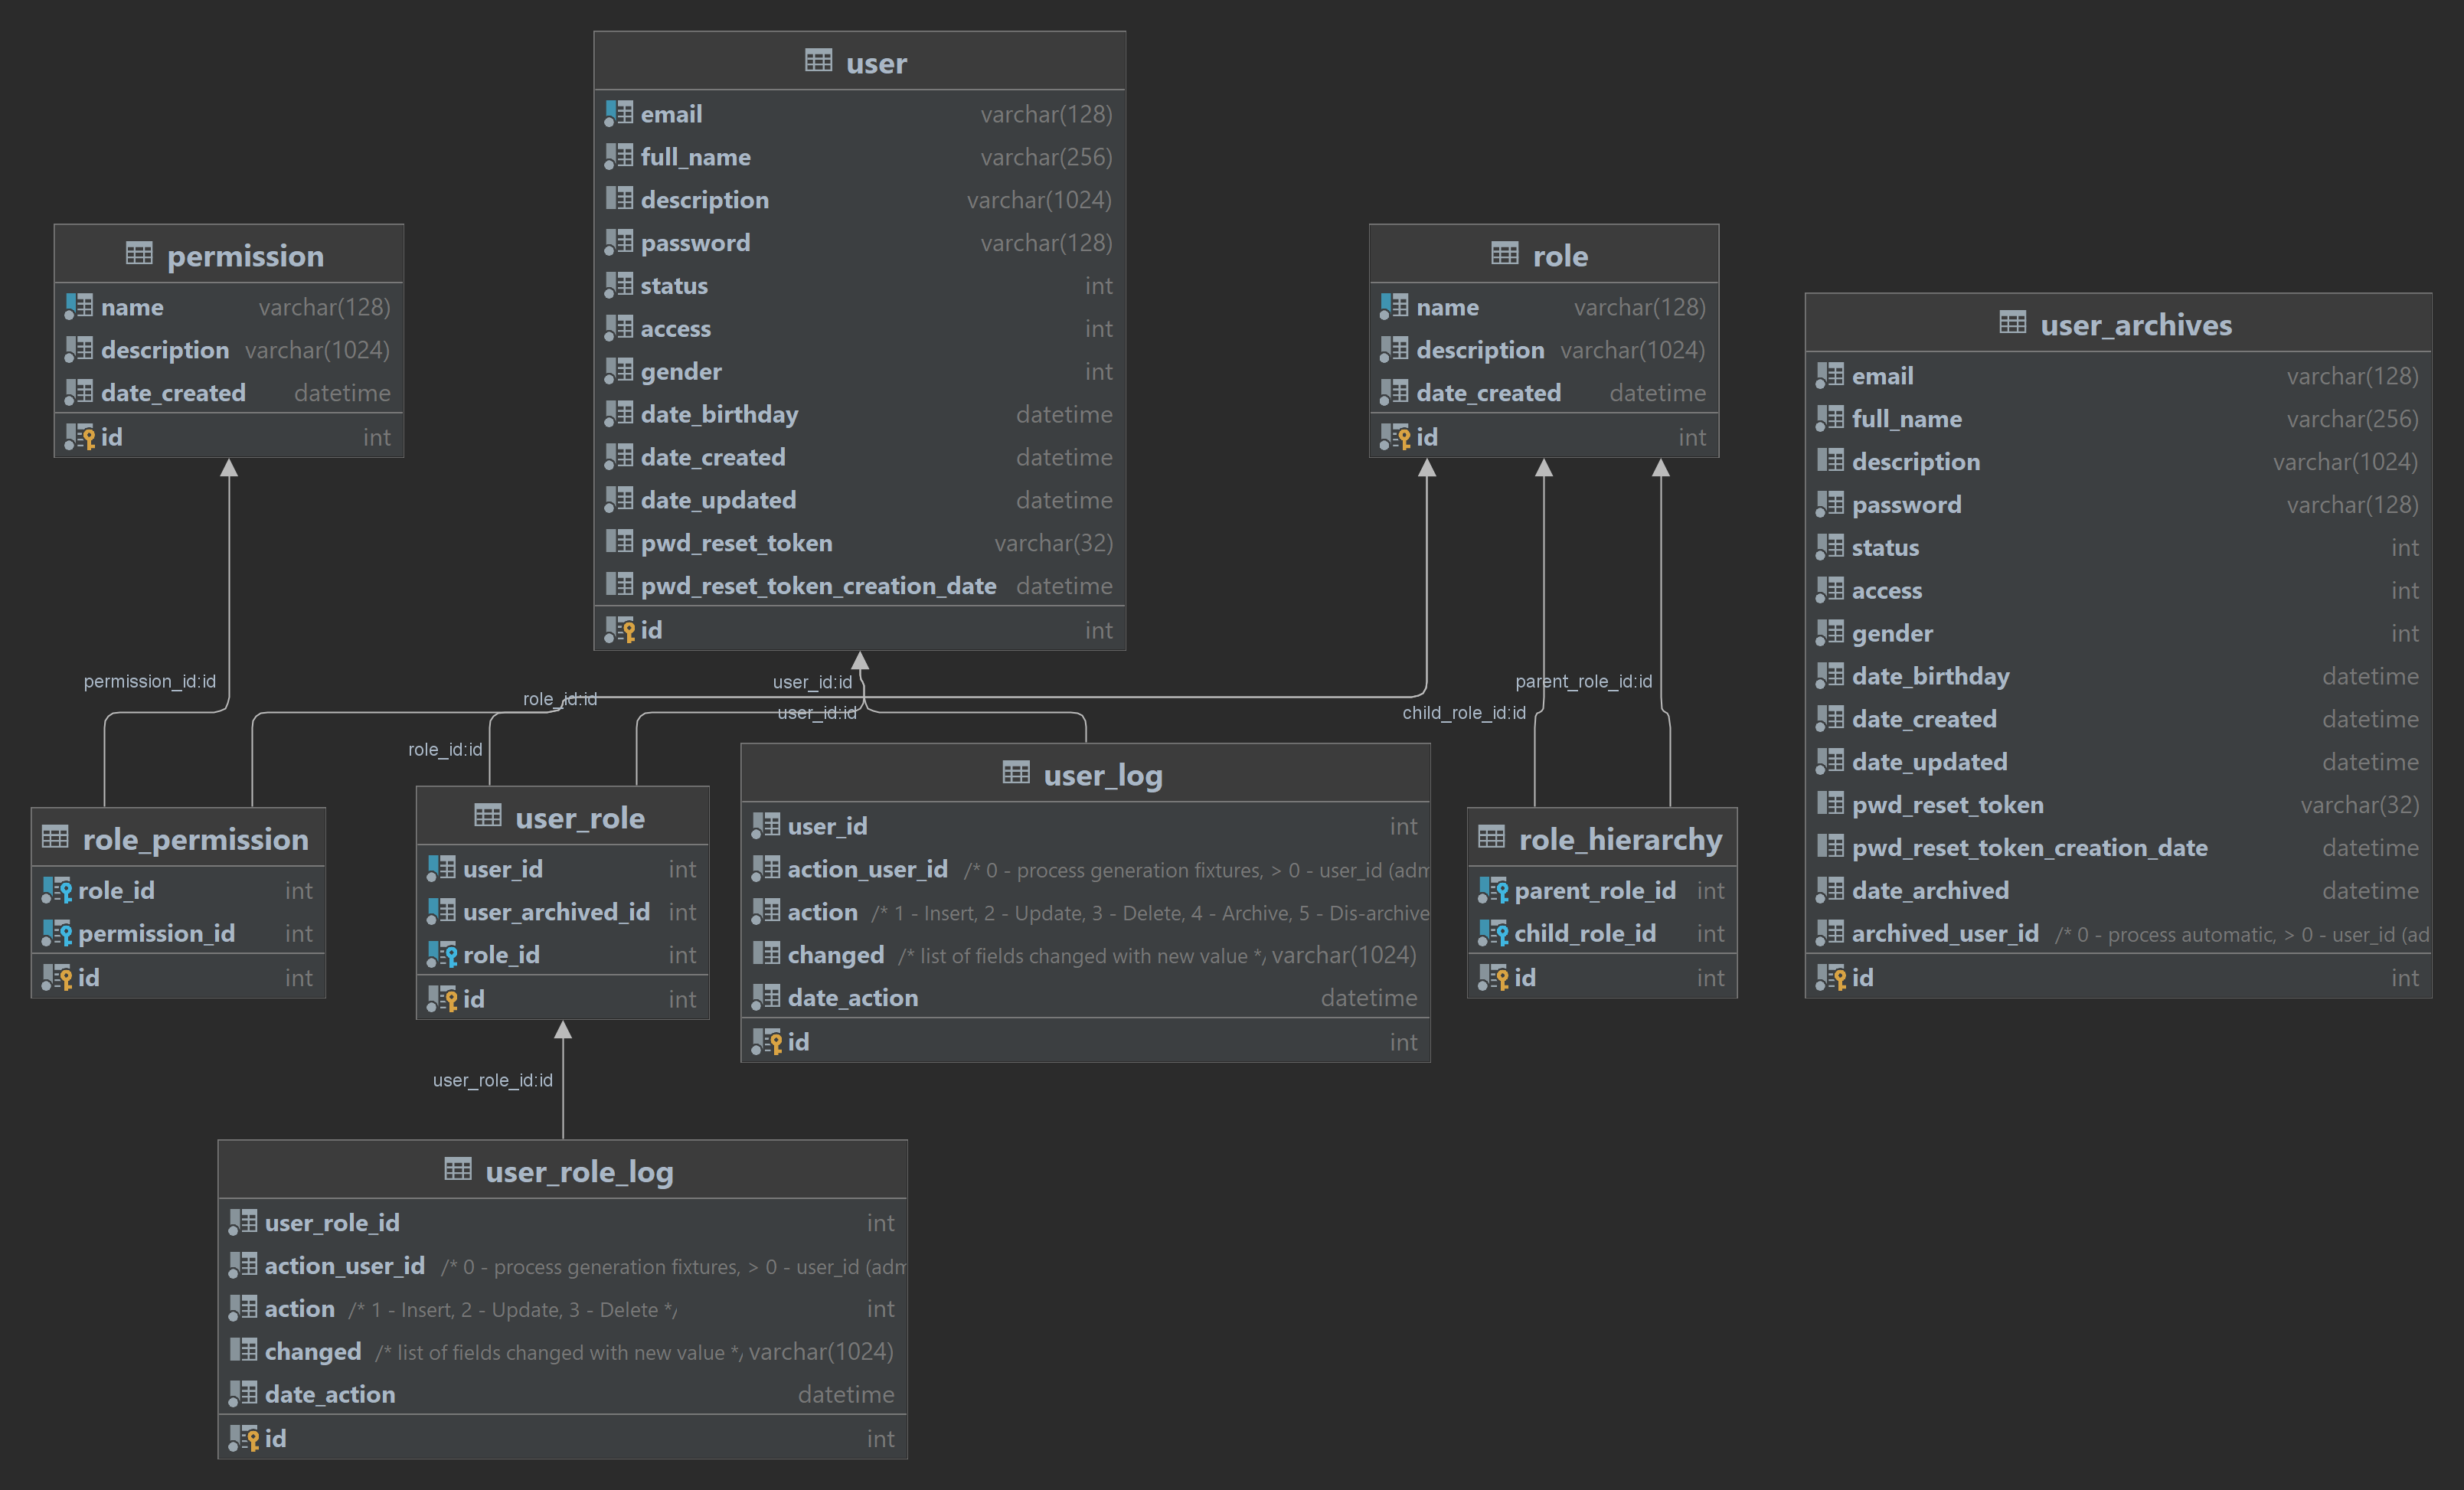 user
email varchar(128)
full_name varchar(256)
description varchar(1024)
password varchar(128)
status int
access int
gender int
date_birthday datetime
date_created datetime
date_updated datetime
pwd_reset_token varchar(32)
pwd_reset_token_creation_date datetime
id int
permission
name varchar(128)
description varchar(1024)
date_created datetime
id int
role
name varchar(128)
description varchar(1024)
date_created datetime
id int
user_archives
email varchar(128)
full_name varchar(256)
description varchar(1024)
password varchar(128)
status int
access int
gender int
date_birthday datetime
date_created datetime
date_updated datetime
pwd_reset_token varchar(32)
pwd_reset_token_creation_date datetime
date_archived datetime
archived_user_id /* 0 - process automatic, > 0 - user_id (ad
id int
permission_id:id
role_id:id
user_id:id
user_id:id
parent_role_id:id
child_role_id:id
role_id:id
role_permission
role_id int
permission_id int
id int
user_role
user_id int
user_archived_id int
role_id int
id int
user_log
user_id int
action_user_id /* 0 - process generation fixtures, > 0 - user_id (adm
action /* 1 - Insert, 2 - Update, 3 - Delete, 4 - Archive, 5 - Dis-archive
changed /* list of fields changed with new value */ varchar(1024)
date_action datetime
id int
role_hierarchy
parent_role_id int
child_role_id int
id int
user_role_id:id
user_role_log
user_role_id int
action_user_id /* 0 - process generation fixtures, > 0 - user_id (adm
action /* 1 - Insert, 2 - Update, 3 - Delete */ int
changed /* list of fields changed with new value */ varchar(1024)
date_action datetime
id int